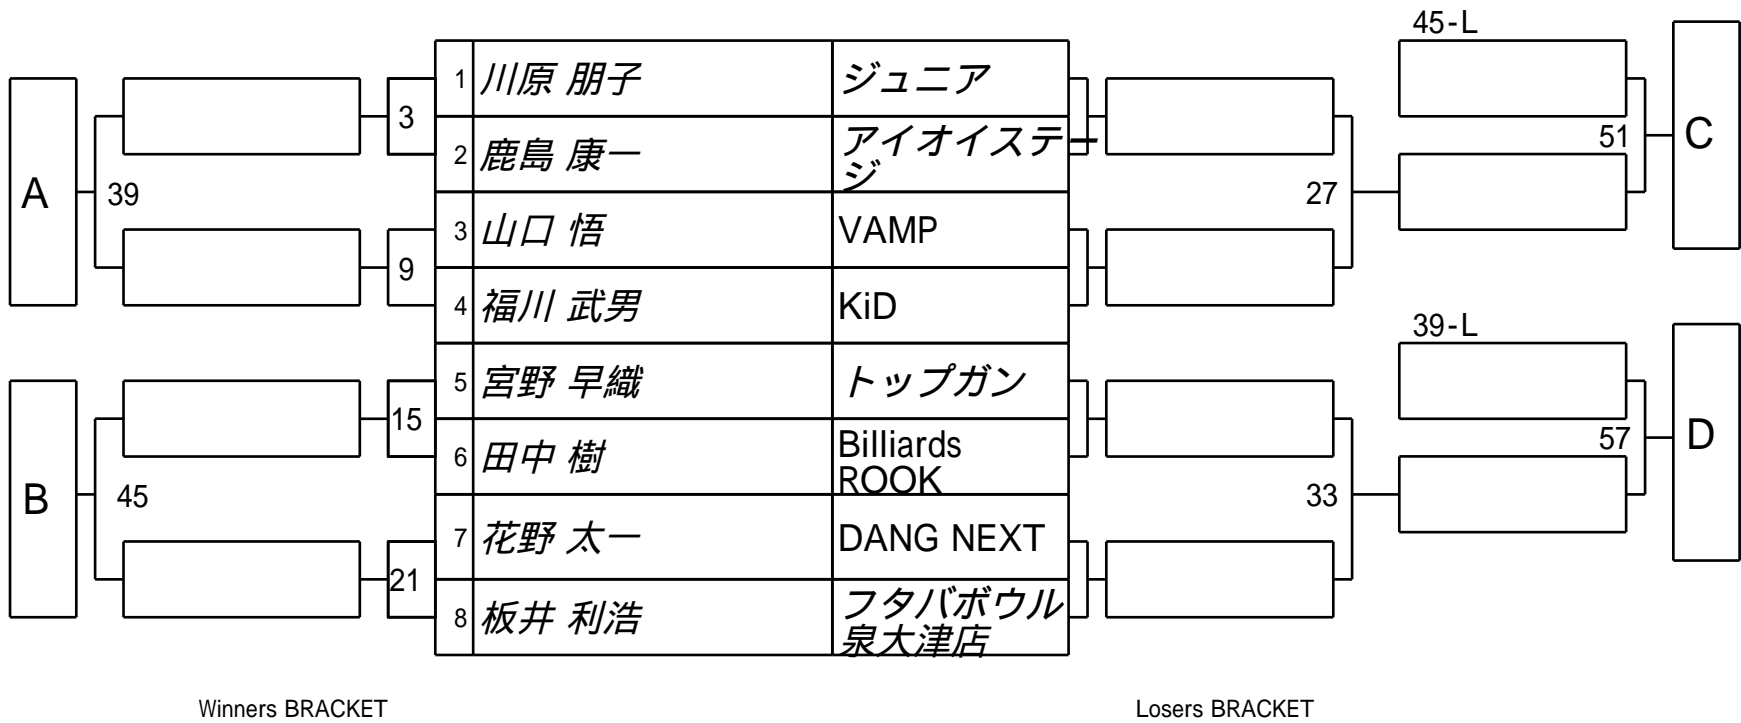 45-L
1 川原 朋子 ジュニア
3
2 鹿島 康一 アイオイステージ
51 C
A 39
27
3 山口 悟 VAMP
9
4 福川 武男 KiD
39-L
5 宮野 早織 トップガン
15
6 田中 樹 Billiards ROOK
57 D
B 45
33
7 花野 太一 DANG NEXT
21
8 板井 利浩 フタバボウル
泉大津店
Winners BRACKET Losers BRACKET